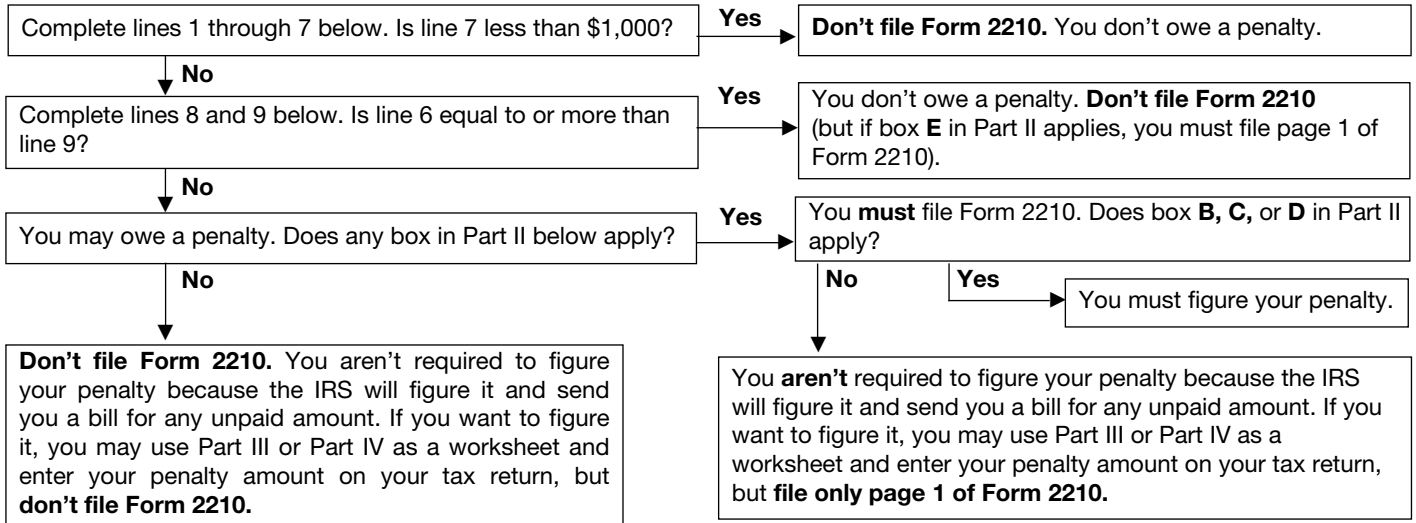 Complete lines 1 through 7 below. Is line 7 less than $1,000?
Yes
Don't file Form 2210. You don't owe a penalty.
No
Complete lines 8 and 9 below. Is line 6 equal to or more than
line 9?
Yes
You don't owe a penalty. Don't file Form 2210
(but if box E in Part II applies, you must file page 1 of
Form 2210).
No
You may owe a penalty. Does any box in Part II below apply?
Yes
You must file Form 2210. Does box B, C, or D in Part II
apply?
No
Yes
You must figure your penalty.
No
Don't file Form 2210. You aren't required to figure
your penalty because the IRS will figure it and send
you a bill for any unpaid amount. If you want to figure
it, you may use Part III or Part IV as a worksheet and
enter your penalty amount on your tax return, but
don't file Form 2210.
You aren't required to figure your penalty because the IRS
will figure it and send you a bill for any unpaid amount. If you
want to figure it, you may use Part III or Part IV as a
worksheet and enter your penalty amount on your tax return,
but file only page 1 of Form 2210.